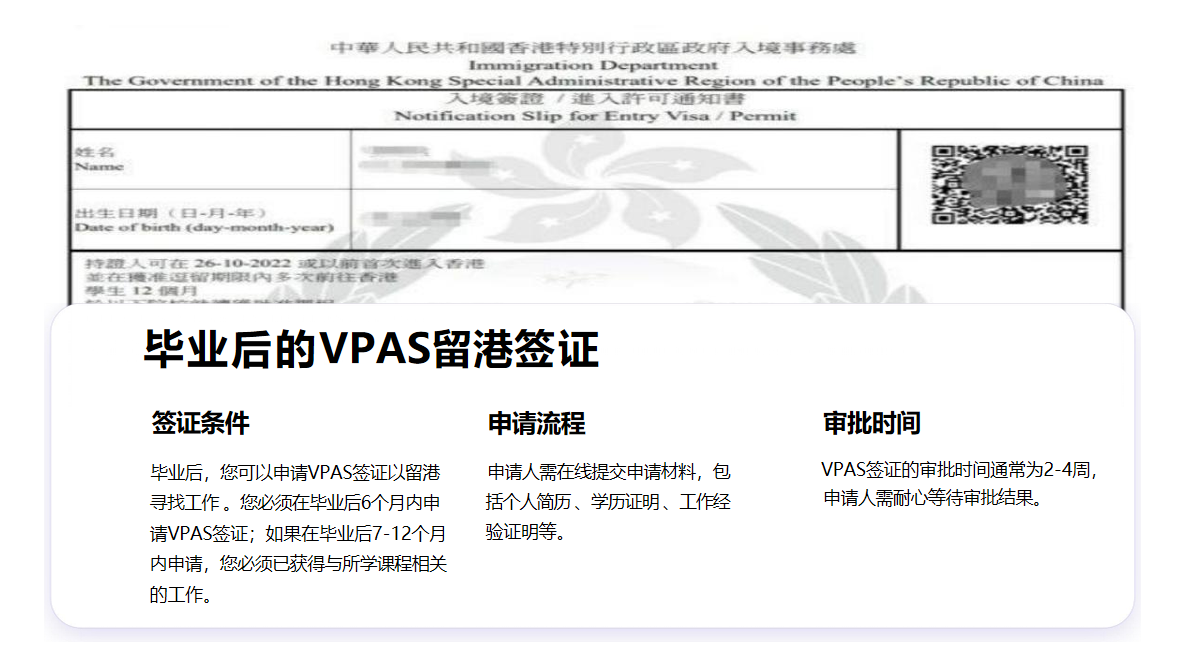 中華人民共和國香港特別行政區政府入境事務處
Immigration Department
The Government of the Hong Kong Special Administrative Region of the People's Republic of China
入境簽證 / 進入許可通知書
Notification Slip for Entry Visa / Permit
姓名
Name
出生日期（日-月-年）
Date of birth (day-month-year)
持證人可在 26-10-2022 或以前首次進入香港
並在獲准逗留期限內多次前往香港
學生 12 個月
毕业后的VPAS留港签证
签证条件
毕业后，您可以申请VPAS签证以留港
寻找工作 。您必须在毕业后6个月内申
请VPAS签证；如果在毕业后7-12个月
内申请，您必须已获得与所学课程相关
的工作。
申请流程
申请人需在线提交申请材料，包
括个人简历、学历证明、工作经
验证明等。
审批时间
VPAS签证的审批时间通常为2-4周，
申请人需耐心等待审批结果。